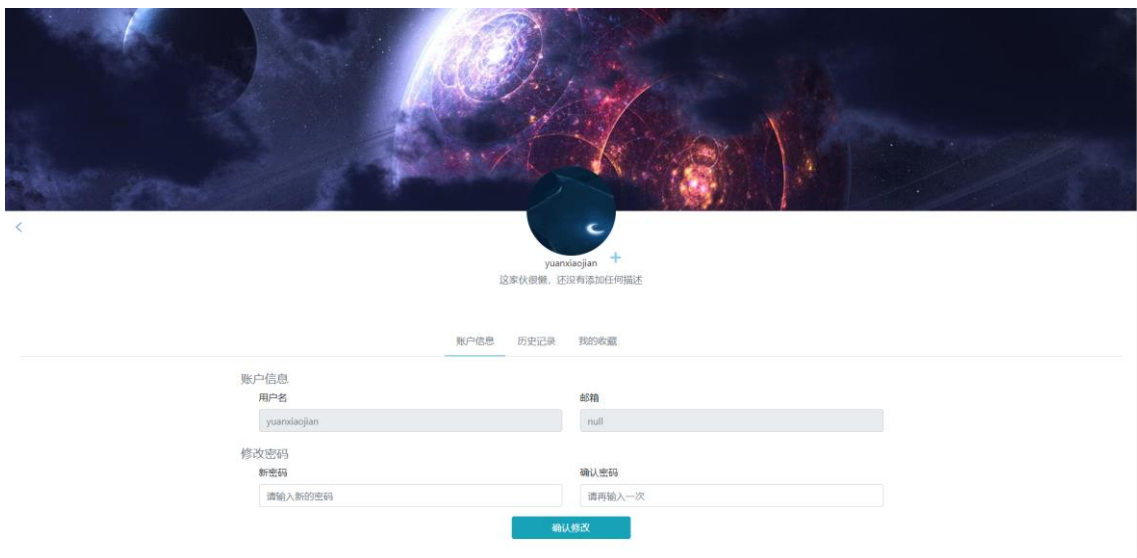 yuanxiaojian
这家伙很懒，还没有添加任何描述
账户信息 历史记录 我的收藏
账户信息
用户名 邮箱
yuanxiaojian null
修改密码
新密码 确认密码
请输入新的密码 请再输入一次
确认修改